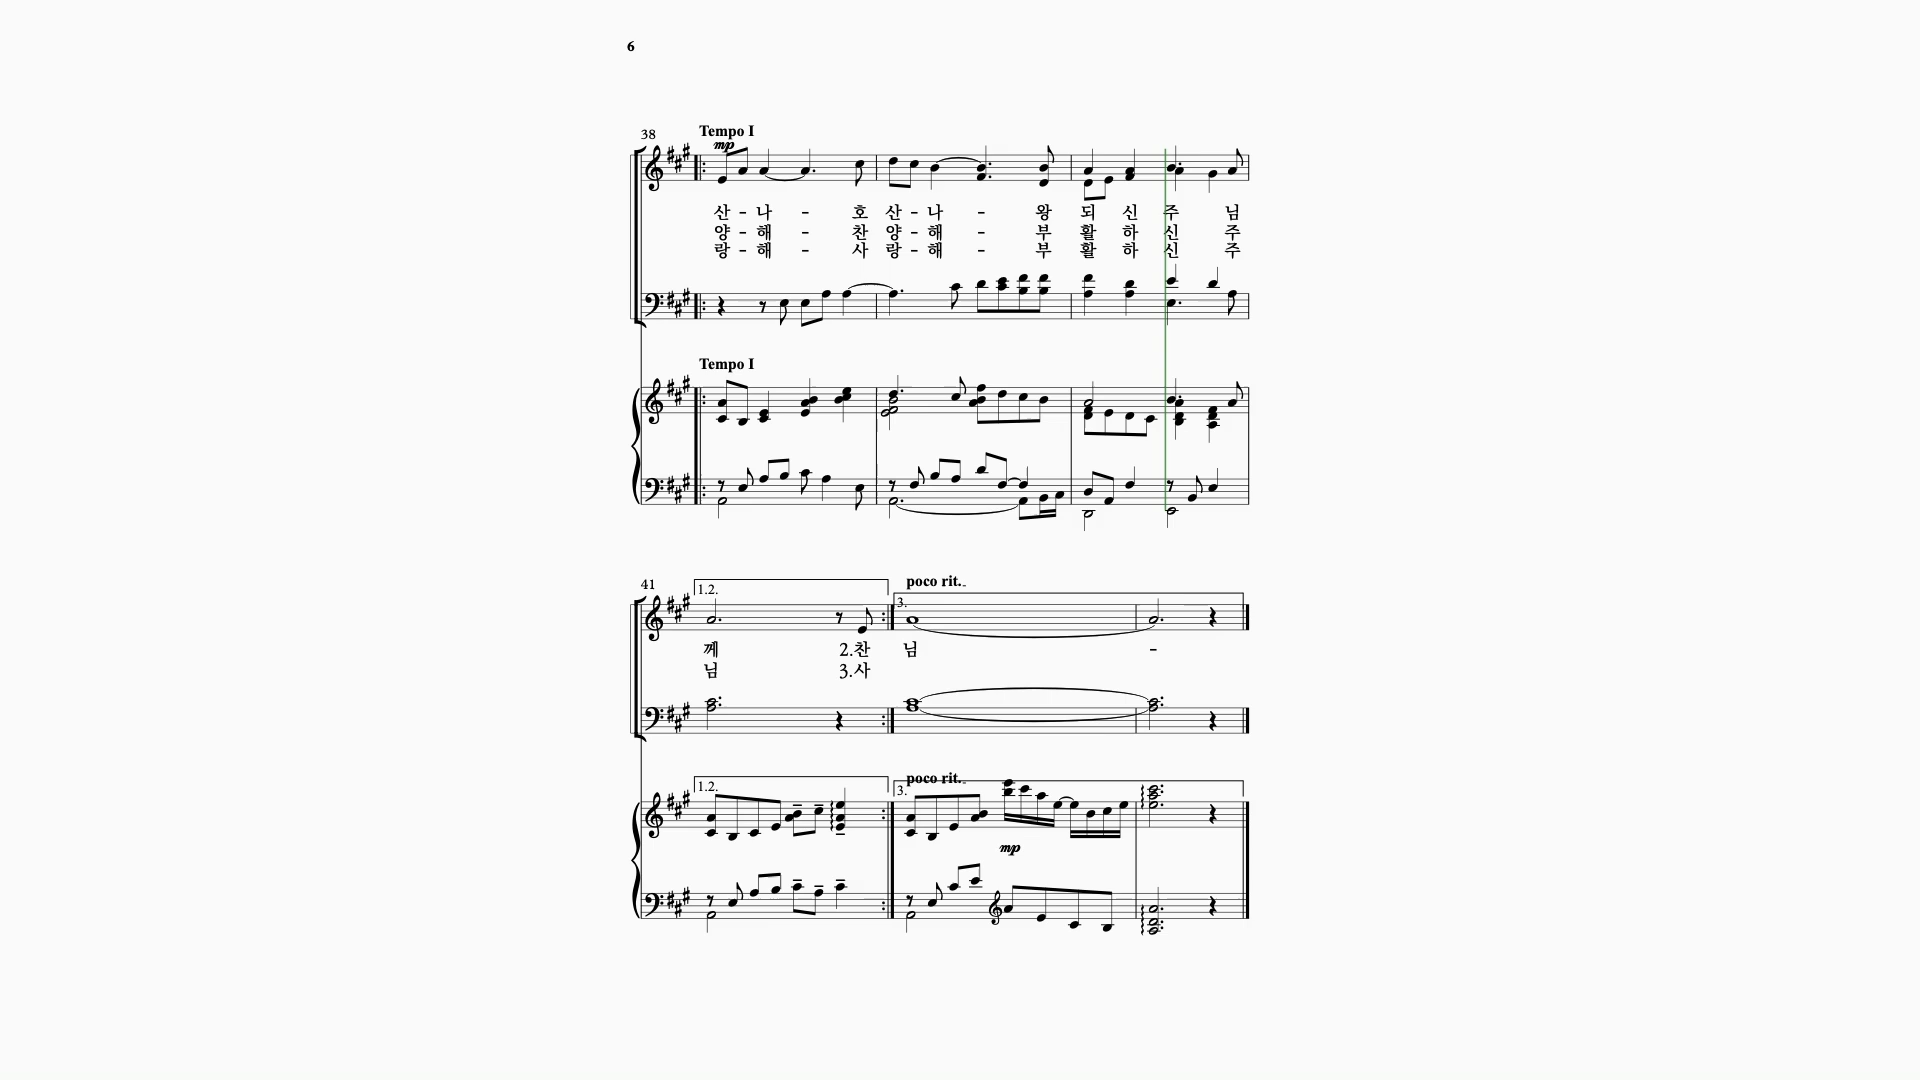 6
38
Tempo I
mp
산 - 나 - 호 산 - 나 - 왕 되 신 주 님
양 - 해 - 찬 양 - 해 - 부 활 하 신 주
랑 - 해 - 사 랑 - 해 - 부 활 하 신 주
Tempo I
41
1.2.
poco rit.
3.
께 2.찬 님 -
님 3.사
1.2.
poco rit.
3.
mp